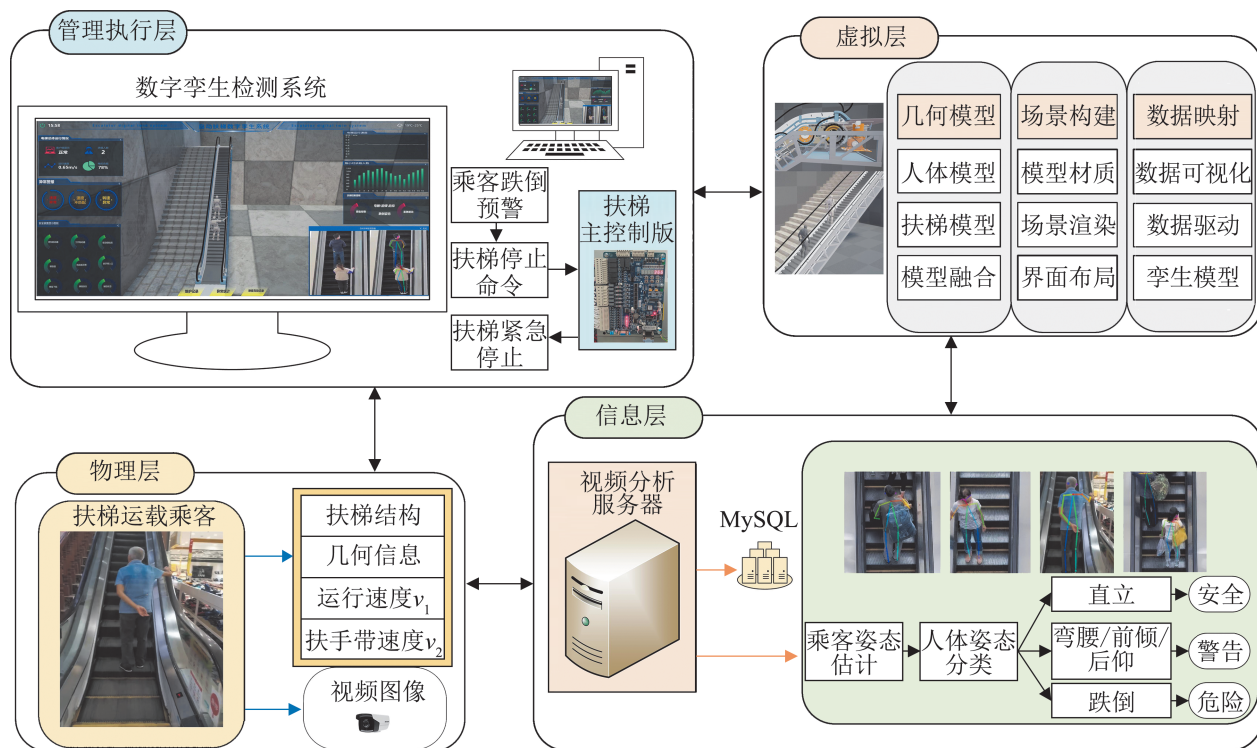 管理执行层
数字孪生检测系统
15:56
正常
2
0.65m/s
70%
乘客跌倒
预警
扶梯停止
命令
扶梯紧急
停止
扶梯
主控制版
虚拟层
几何模型
人体模型
扶梯模型
模型融合
场景构建
模型材质
场景渲染
界面布局
数据映射
数据可视化
数据驱动
孪生模型
物理层
扶梯运载乘客
扶梯结构
几何信息
运行速度v1
扶手带速度v2
视频图像
信息层
视频分析
服务器
MySQL
乘客姿态
估计
人体姿态
分类
直立
安全
弯腰/前倾/
后仰
警告
跌倒
危险